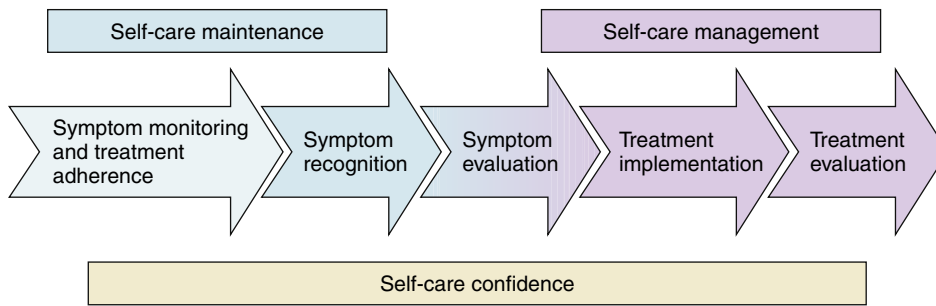 Self-care maintenance
Self-care management
Symptom monitoring
and treatment
adherence
Symptom
recognition
Symptom
evaluation
Treatment
implementation
Treatment
evaluation
Self-care confidence